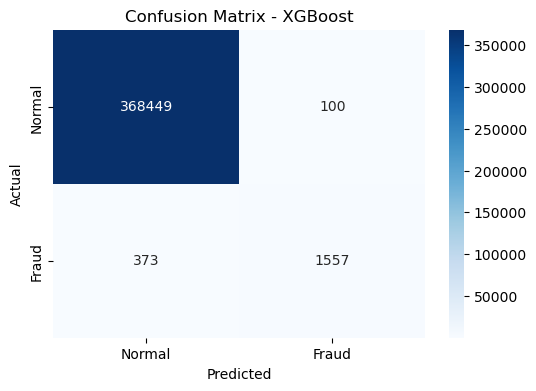 Confusion Matrix - XGBoost
Actual
Normal
Fraud
368449
100
373
1557
Normal
Fraud
Predicted
350000
300000
250000
200000
150000
100000
50000